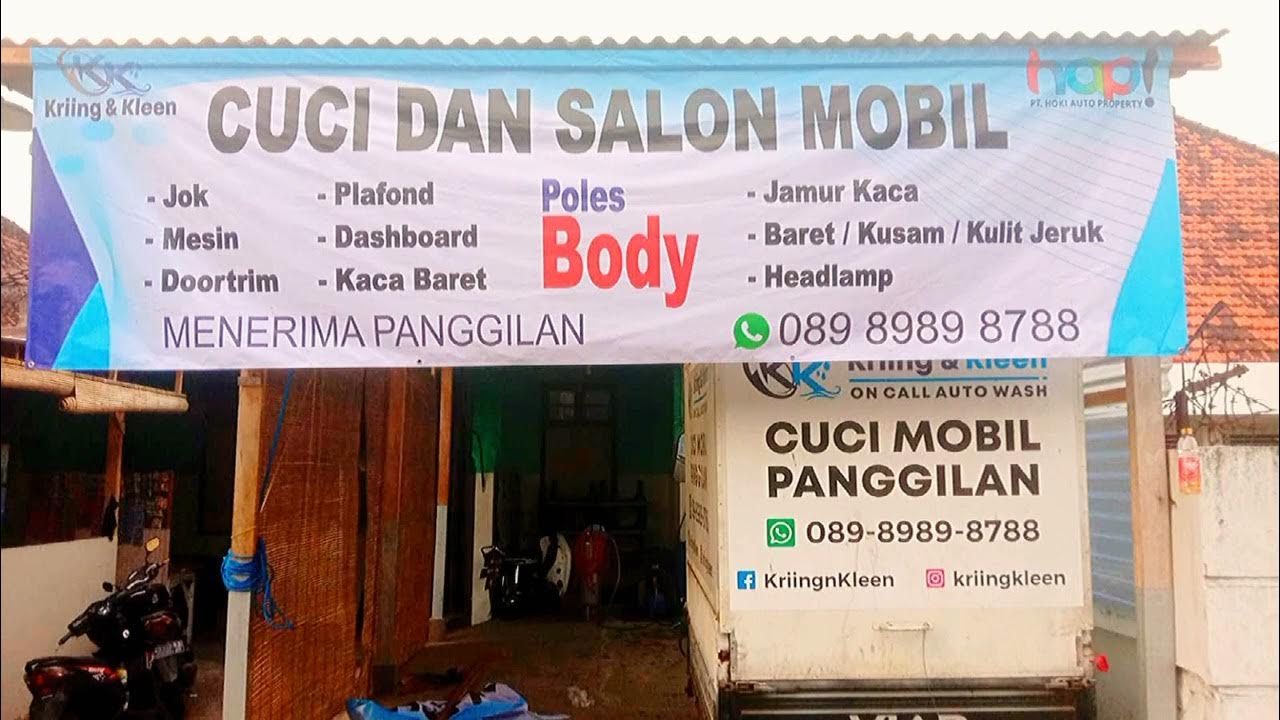 Kriing & Kleen
hap!
PT. HOKI AUTO PROPERTY
CUCI DAN SALON MOBIL
- Jok
- Mesin
- Doortrim
- Plafond
- Dashboard
- Kaca Baret
Poles
Body
- Jamur Kaca
- Baret / Kusam / Kulit Jeruk
- Headlamp
MENERIMA PANGGILAN
089 8989 8788
Kriing & Kleen
ON CALL AUTO WASH
CUCI MOBIL
PANGGILAN
089-8989-8788
KriingnKleen
kriingkleen